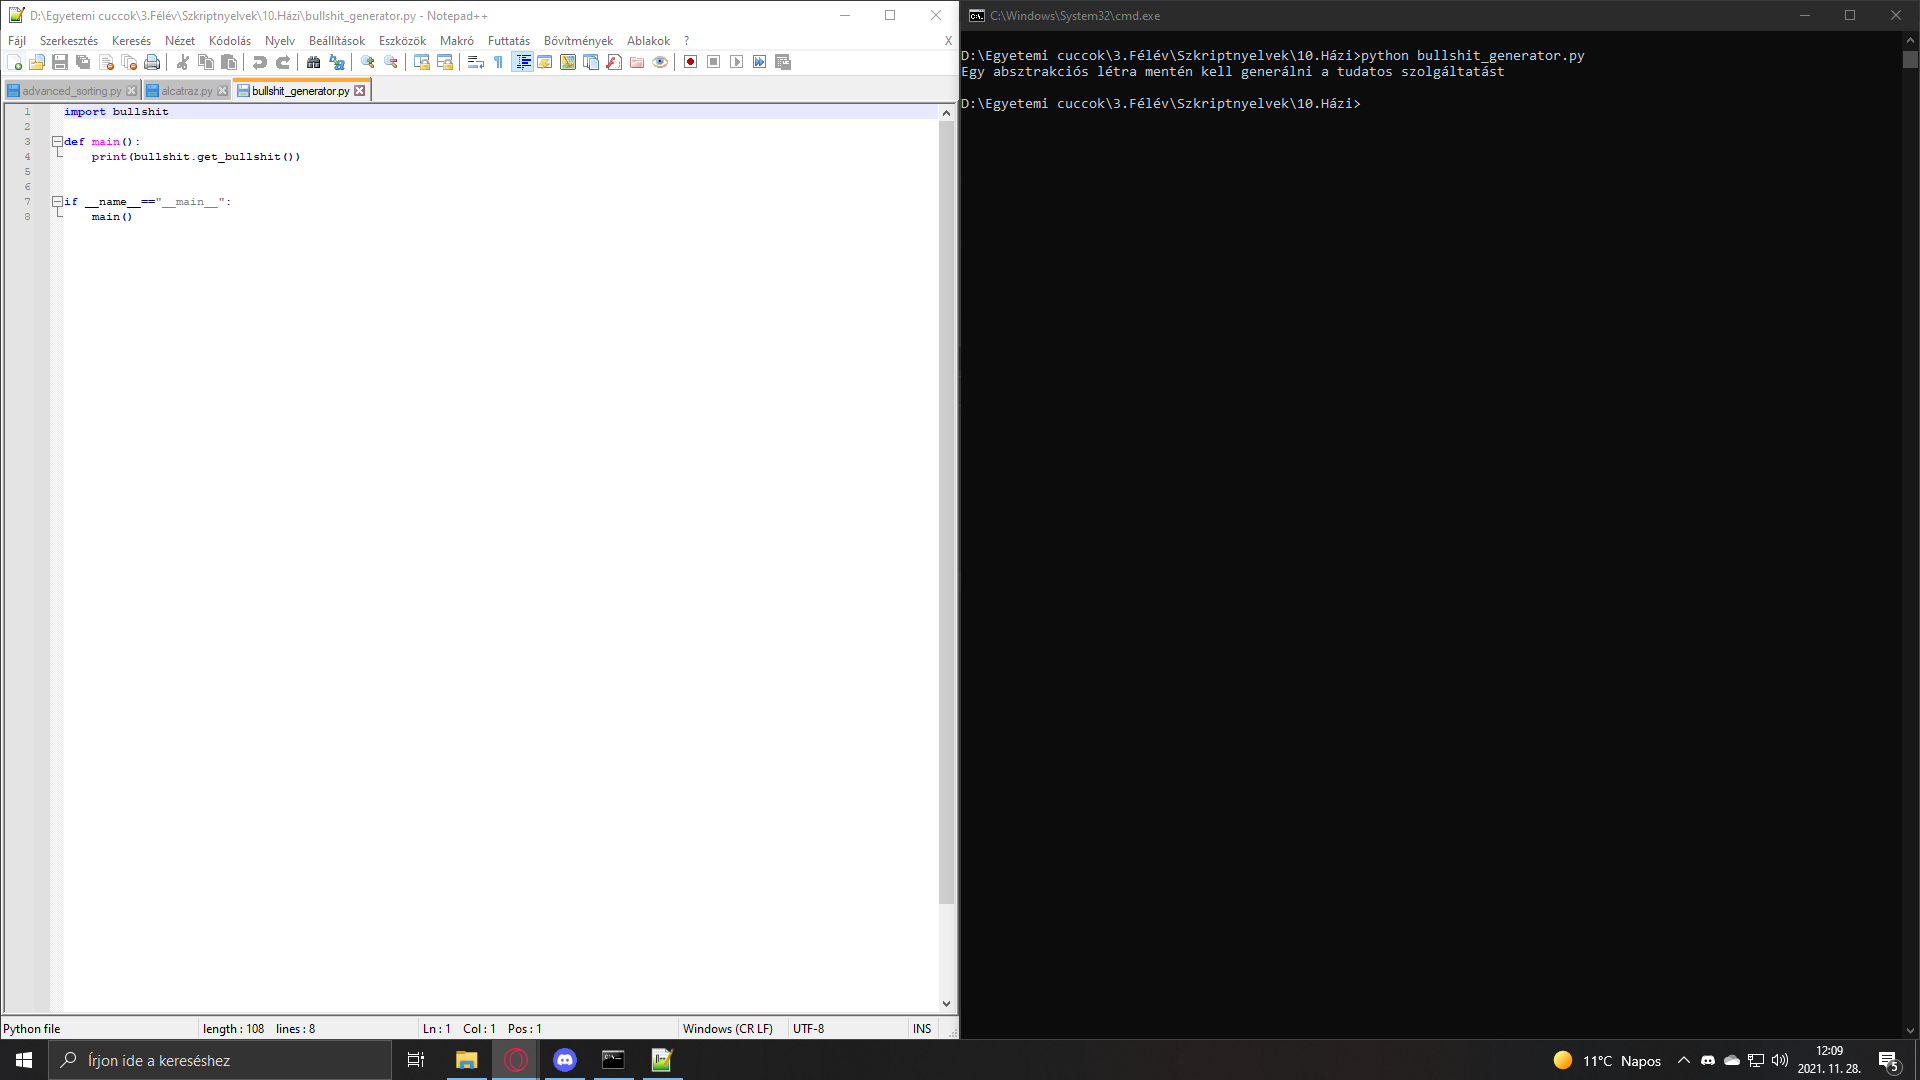 D:\Egyetemi cuccok\3.Félév\Szkriptnyelvek\10.Házi\bullshit_generator.py - Notepad++
Fájl Szerkesztés Keresés Nézet Kódolás Nyelv Beállítások Eszközök Makró Futtatás Bővítmények Ablakok ? X
advanced_sorting.py alcatraz.py bullshit_generator.py
1 import bullshit
2
3 def main():
4 print(bullshit.get_bullshit())
5
6
7 if __name__=="__main__":
8 main()
Python file length : 108 lines : 8 Ln : 1 Col : 1 Pos : 1 Windows (CR LF) UTF-8 INS
C:\Windows\System32\cmd.exe
D:\Egyetemi cuccok\3.Félév\Szkriptnyelvek\10.Házi>python bullshit_generator.py
Egy absztrakciós létra mentén kell generálni a tudatos szolgáltatást
D:\Egyetemi cuccok\3.Félév\Szkriptnyelvek\10.Házi>
Írjon ide a kereséshez
11°C Napos
12:09
2021. 11. 28.
5